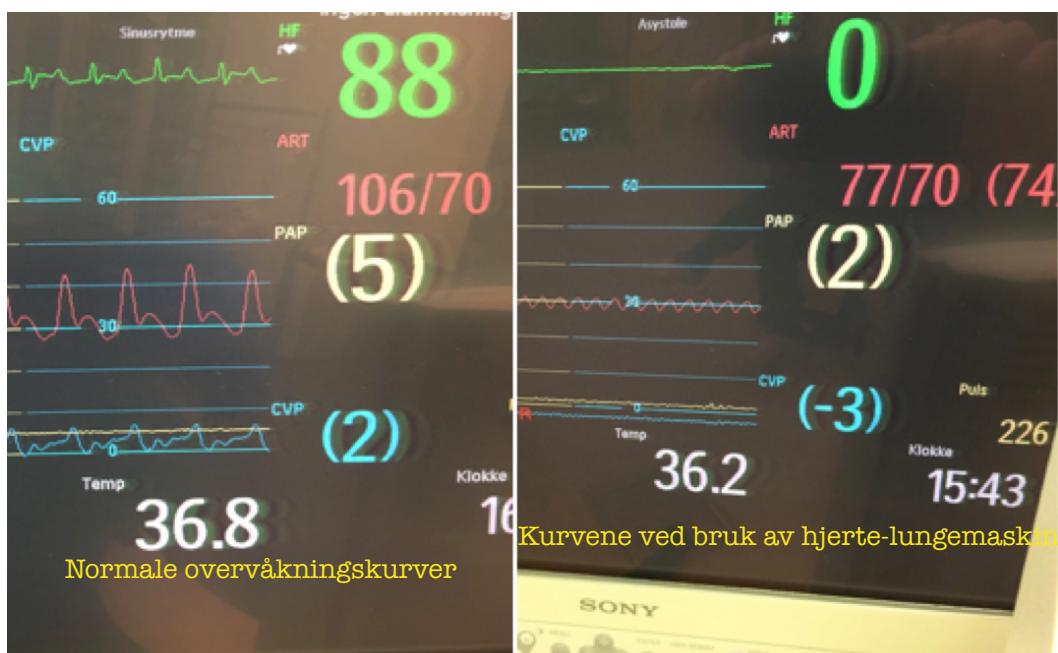 Sinusrytme
HF
88
CVP
ART
60
106/70
PAP
(5)
30
CVP
(2)
0
Temp
Klokke
36.8
Normale overvåkningskurver
Asystole
HF
0
CVP
ART
60
77/70 (74
PAP
(2)
30
CVP
Puls
(-3)
0
226
Temp
Klokke
36.2
15:43
Kurvene ved bruk av hjerte-lungemaskin
SONY